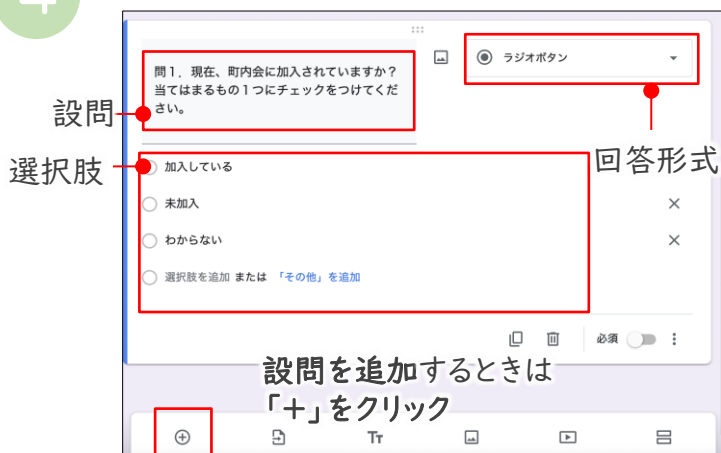 4
問1．現在、町内会に加入されていますか？
当てはまるもの1つにチェックをつけてくだ
さい。
ラジオボタン
設問
回答形式
選択肢
加入している
未加入
わからない
選択肢を追加 または 「その他」を追加
必須
設問を追加するときは
「＋」をクリック
Tт